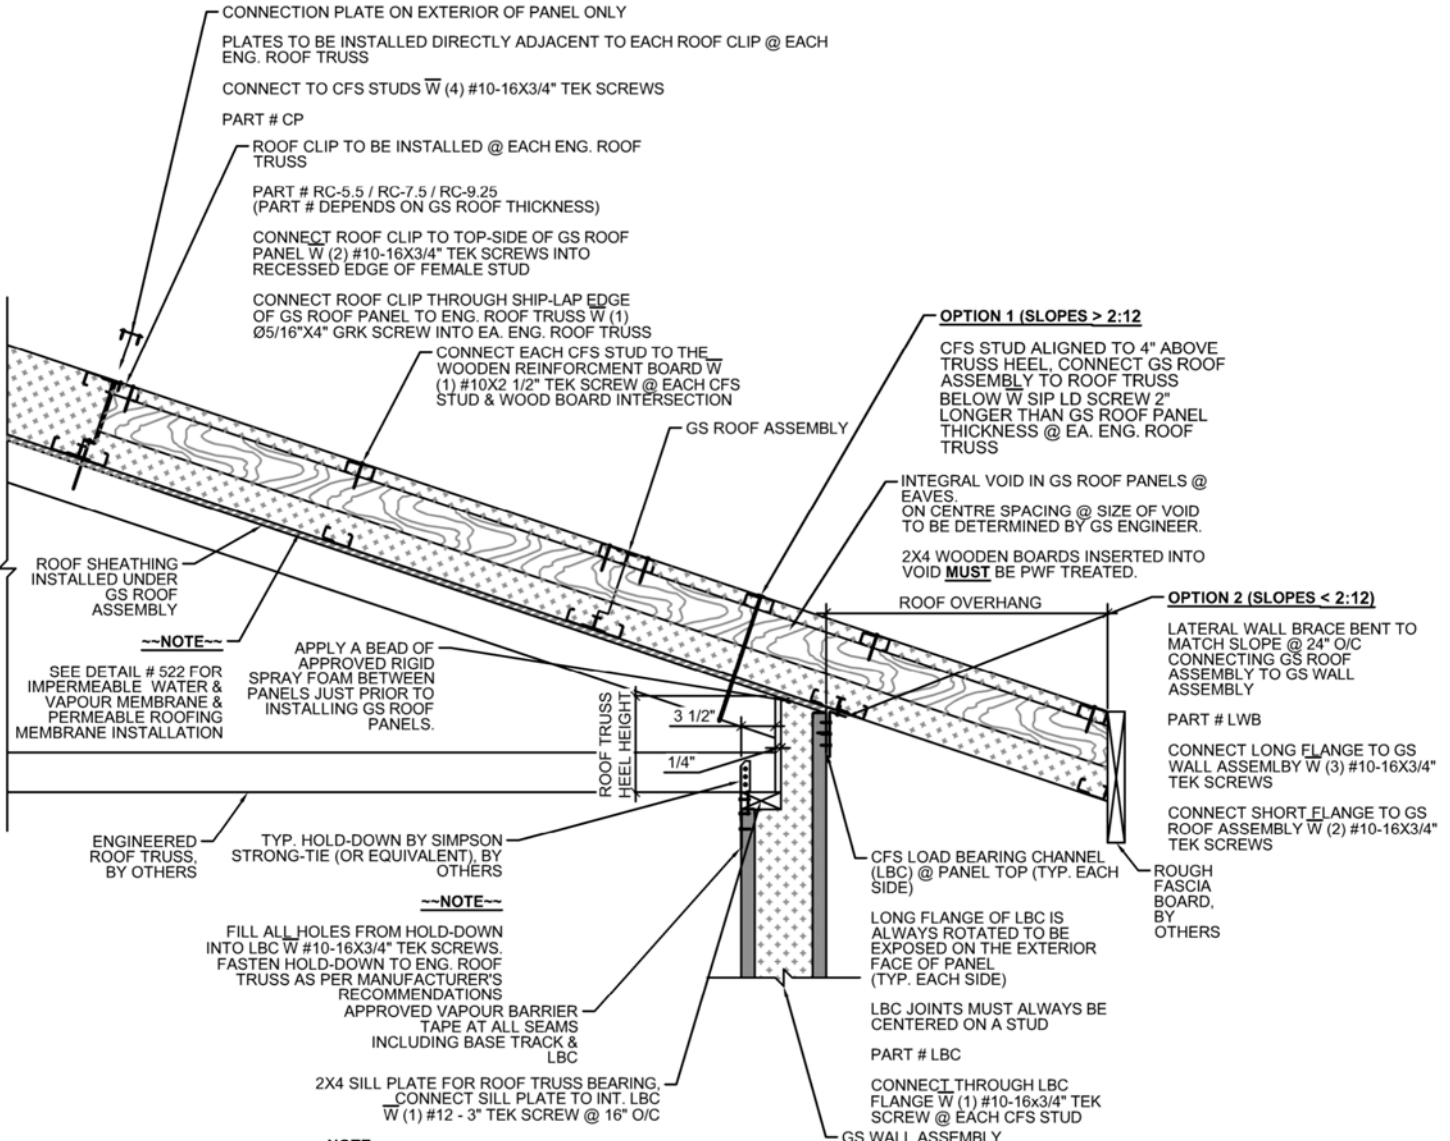 CONNECTION PLATE ON EXTERIOR OF PANEL ONLY
PLATES TO BE INSTALLED DIRECTLY ADJACENT TO EACH ROOF CLIP @ EACH
ENG. ROOF TRUSS
CONNECT TO CFS STUDS W̅ (4) #10-16X3/4" TEK SCREWS
PART # CP
ROOF CLIP TO BE INSTALLED @ EACH ENG. ROOF
TRUSS
PART # RC-5.5 / RC-7.5 / RC-9.25
(PART # DEPENDS ON GS ROOF THICKNESS)
CONNECT ROOF CLIP TO TOP-SIDE OF GS ROOF
PANEL W̅ (2) #10-16X3/4" TEK SCREWS INTO
RECESSED EDGE OF FEMALE STUD
CONNECT ROOF CLIP THROUGH SHIP-LAP EDGE
OF GS ROOF PANEL TO ENG. ROOF TRUSS W̅ (1)
Ø5/16"X4" GRK SCREW INTO EA. ENG. ROOF TRUSS
CONNECT EACH CFS STUD TO THE
WOODEN REINFORCMENT BOARD W̅
(1) #10X2 1/2" TEK SCREW @ EACH CFS
STUD & WOOD BOARD INTERSECTION
GS ROOF ASSEMBLY
OPTION 1 (SLOPES > 2:12
CFS STUD ALIGNED TO 4" ABOVE
TRUSS HEEL, CONNECT GS ROOF
ASSEMBLY TO ROOF TRUSS
BELOW W̅ SIP LD SCREW 2"
LONGER THAN GS ROOF PANEL
THICKNESS @ EA. ENG. ROOF
TRUSS
INTEGRAL VOID IN GS ROOF PANELS @
EAVES.
ON CENTRE SPACING @ SIZE OF VOID
TO BE DETERMINED BY GS ENGINEER.
2X4 WOODEN BOARDS INSERTED INTO
VOID MUST BE PWF TREATED.
ROOF OVERHANG
OPTION 2 (SLOPES < 2:12)
LATERAL WALL BRACE BENT TO
MATCH SLOPE @ 24" O/C
CONNECTING GS ROOF
ASSEMBLY TO GS WALL
ASSEMBLY
PART # LWB
CONNECT LONG FLANGE TO GS
WALL ASSEMLBY W̅ (3) #10-16X3/4"
TEK SCREWS
CONNECT SHORT FLANGE TO GS
ROOF ASSEMBLY W̅ (2) #10-16X3/4"
TEK SCREWS
ROOF SHEATHING
INSTALLED UNDER
GS ROOF
ASSEMBLY
~~NOTE~~
SEE DETAIL # 522 FOR
IMPERMEABLE WATER &
VAPOUR MEMBRANE &
PERMEABLE ROOFING
MEMBRANE INSTALLATION
APPLY A BEAD OF
APPROVED RIGID
SPRAY FOAM BETWEEN
PANELS JUST PRIOR TO
INSTALLING GS ROOF
PANELS.
ROOF TRUSS
HEEL HEIGHT
3 1/2"
1/4"
ENGINEERED
ROOF TRUSS,
BY OTHERS
TYP. HOLD-DOWN BY SIMPSON
STRONG-TIE (OR EQUIVALENT), BY
OTHERS
~~NOTE~~
FILL ALL HOLES FROM HOLD-DOWN
INTO LBC W̅ #10-16X3/4" TEK SCREWS.
FASTEN HOLD-DOWN TO ENG. ROOF
TRUSS AS PER MANUFACTURER'S
RECOMMENDATIONS
APPROVED VAPOUR BARRIER
TAPE AT ALL SEAMS
INCLUDING BASE TRACK &
LBC
2X4 SILL PLATE FOR ROOF TRUSS BEARING,
CONNECT SILL PLATE TO INT. LBC
W̅ (1) #12 - 3" TEK SCREW @ 16" O/C
CFS LOAD BEARING CHANNEL
(LBC) @ PANEL TOP (TYP. EACH
SIDE)
LONG FLANGE OF LBC IS
ALWAYS ROTATED TO BE
EXPOSED ON THE EXTERIOR
FACE OF PANEL
(TYP. EACH SIDE)
LBC JOINTS MUST ALWAYS BE
CENTERED ON A STUD
PART # LBC
CONNECT THROUGH LBC
FLANGE W̅ (1) #10-16x3/4" TEK
SCREW @ EACH CFS STUD
GS WALL ASSEMBLY
ROUGH
FASCIA
BOARD,
BY
OTHERS